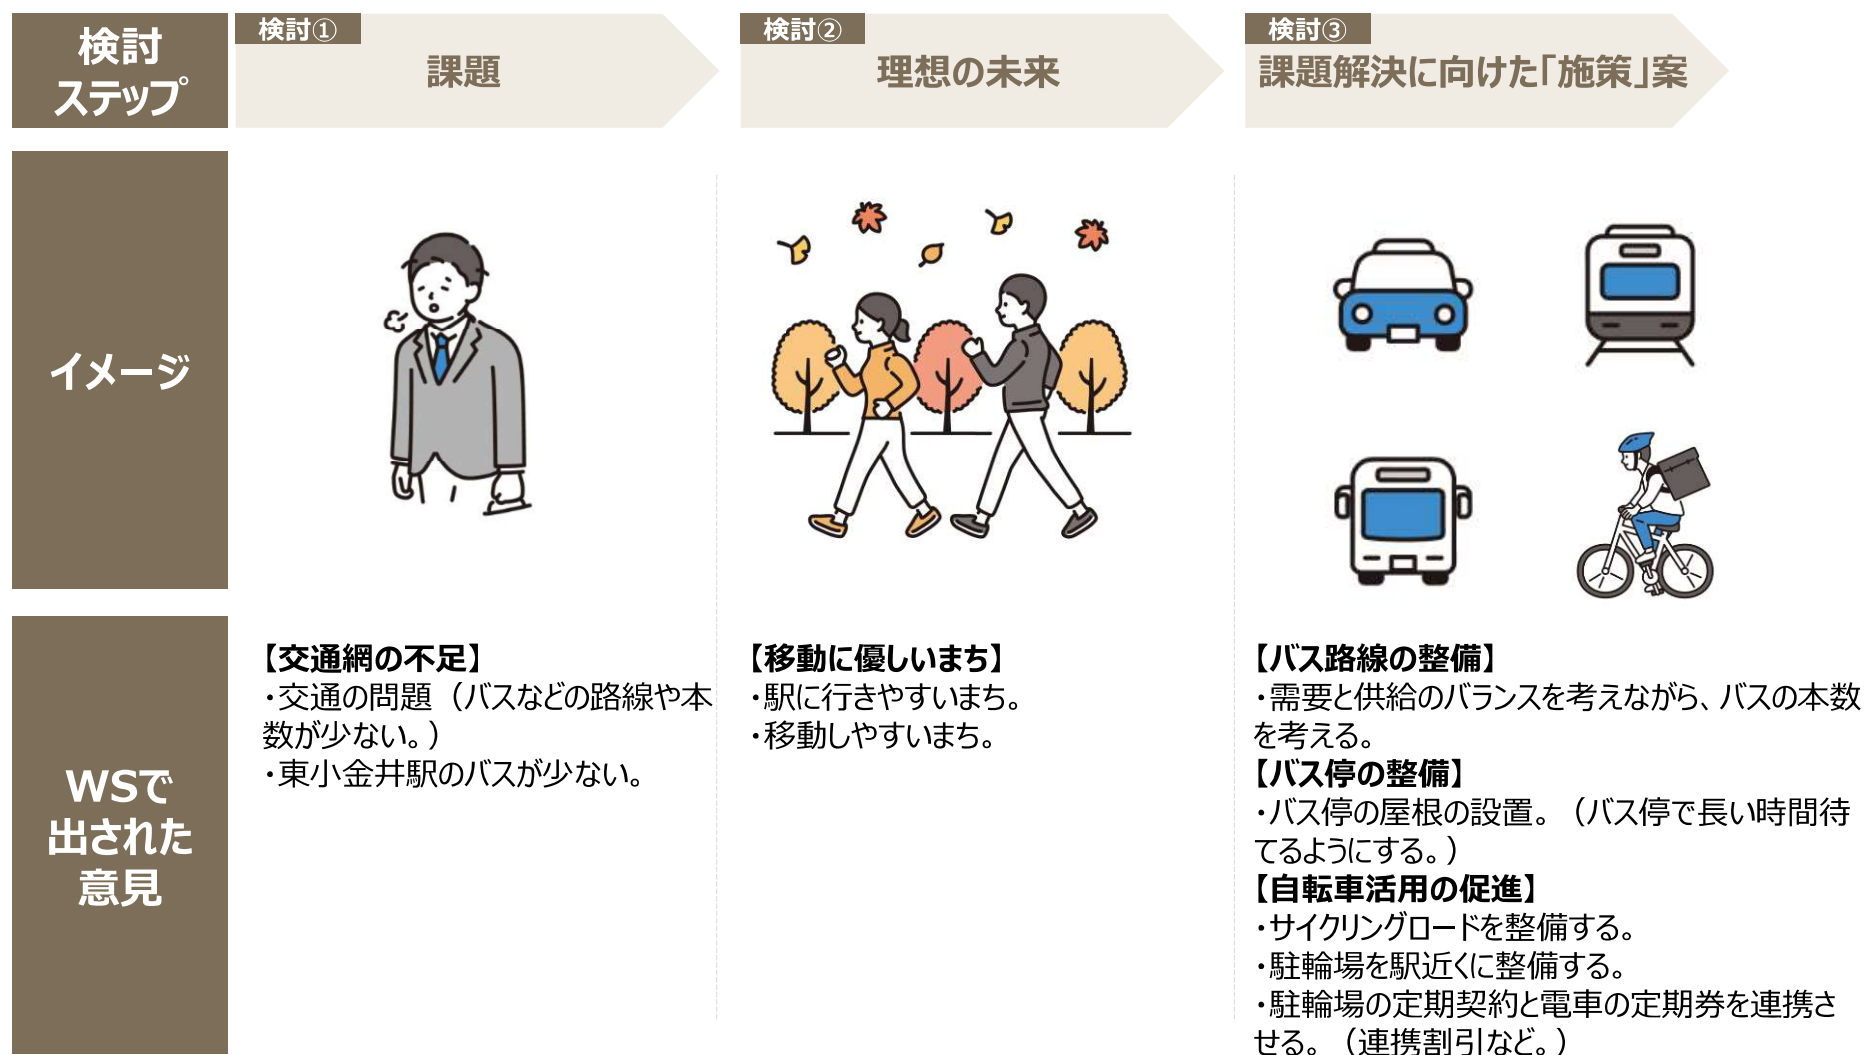 検討
ステップ
検討①
課題
検討②
理想の未来
検討③
課題解決に向けた「施策」案
イメージ
WSで
出された
意見
【交通網の不足】
・交通の問題（バスなどの路線や本
数が少ない。）
・東小金井駅のバスが少ない。
【移動に優しいまち】
・駅に行きやすいまち。
・移動しやすいまち。
【バス路線の整備】
・需要と供給のバランスを考えながら、バスの本数
を考える。
【バス停の整備】
・バス停の屋根の設置。（バス停で長い時間待
てるようにする。）
【自転車活用の促進】
・サイクリングロードを整備する。
・駐輪場を駅近くに整備する。
・駐輪場の定期契約と電車の定期券を連携さ
せる。（連携割引など。）